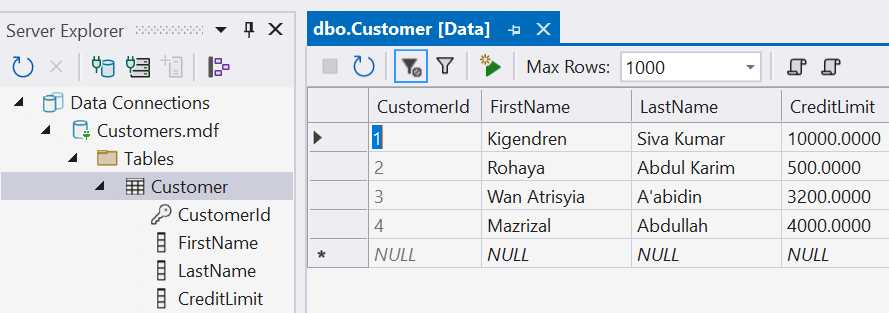 Server Explorer
Data Connections
Customers.mdf
Tables
Customer
CustomerId
FirstName
LastName
CreditLimit
dbo.Customer [Data]
Max Rows: 1000
CustomerId FirstName LastName CreditLimit
1 Kigendren Siva Kumar 10000.0000
2 Rohaya Abdul Karim 500.0000
3 Wan Atrisyia A'abidin 3200.0000
4 Mazrizal Abdullah 4000.0000
* NULL NULL NULL NULL